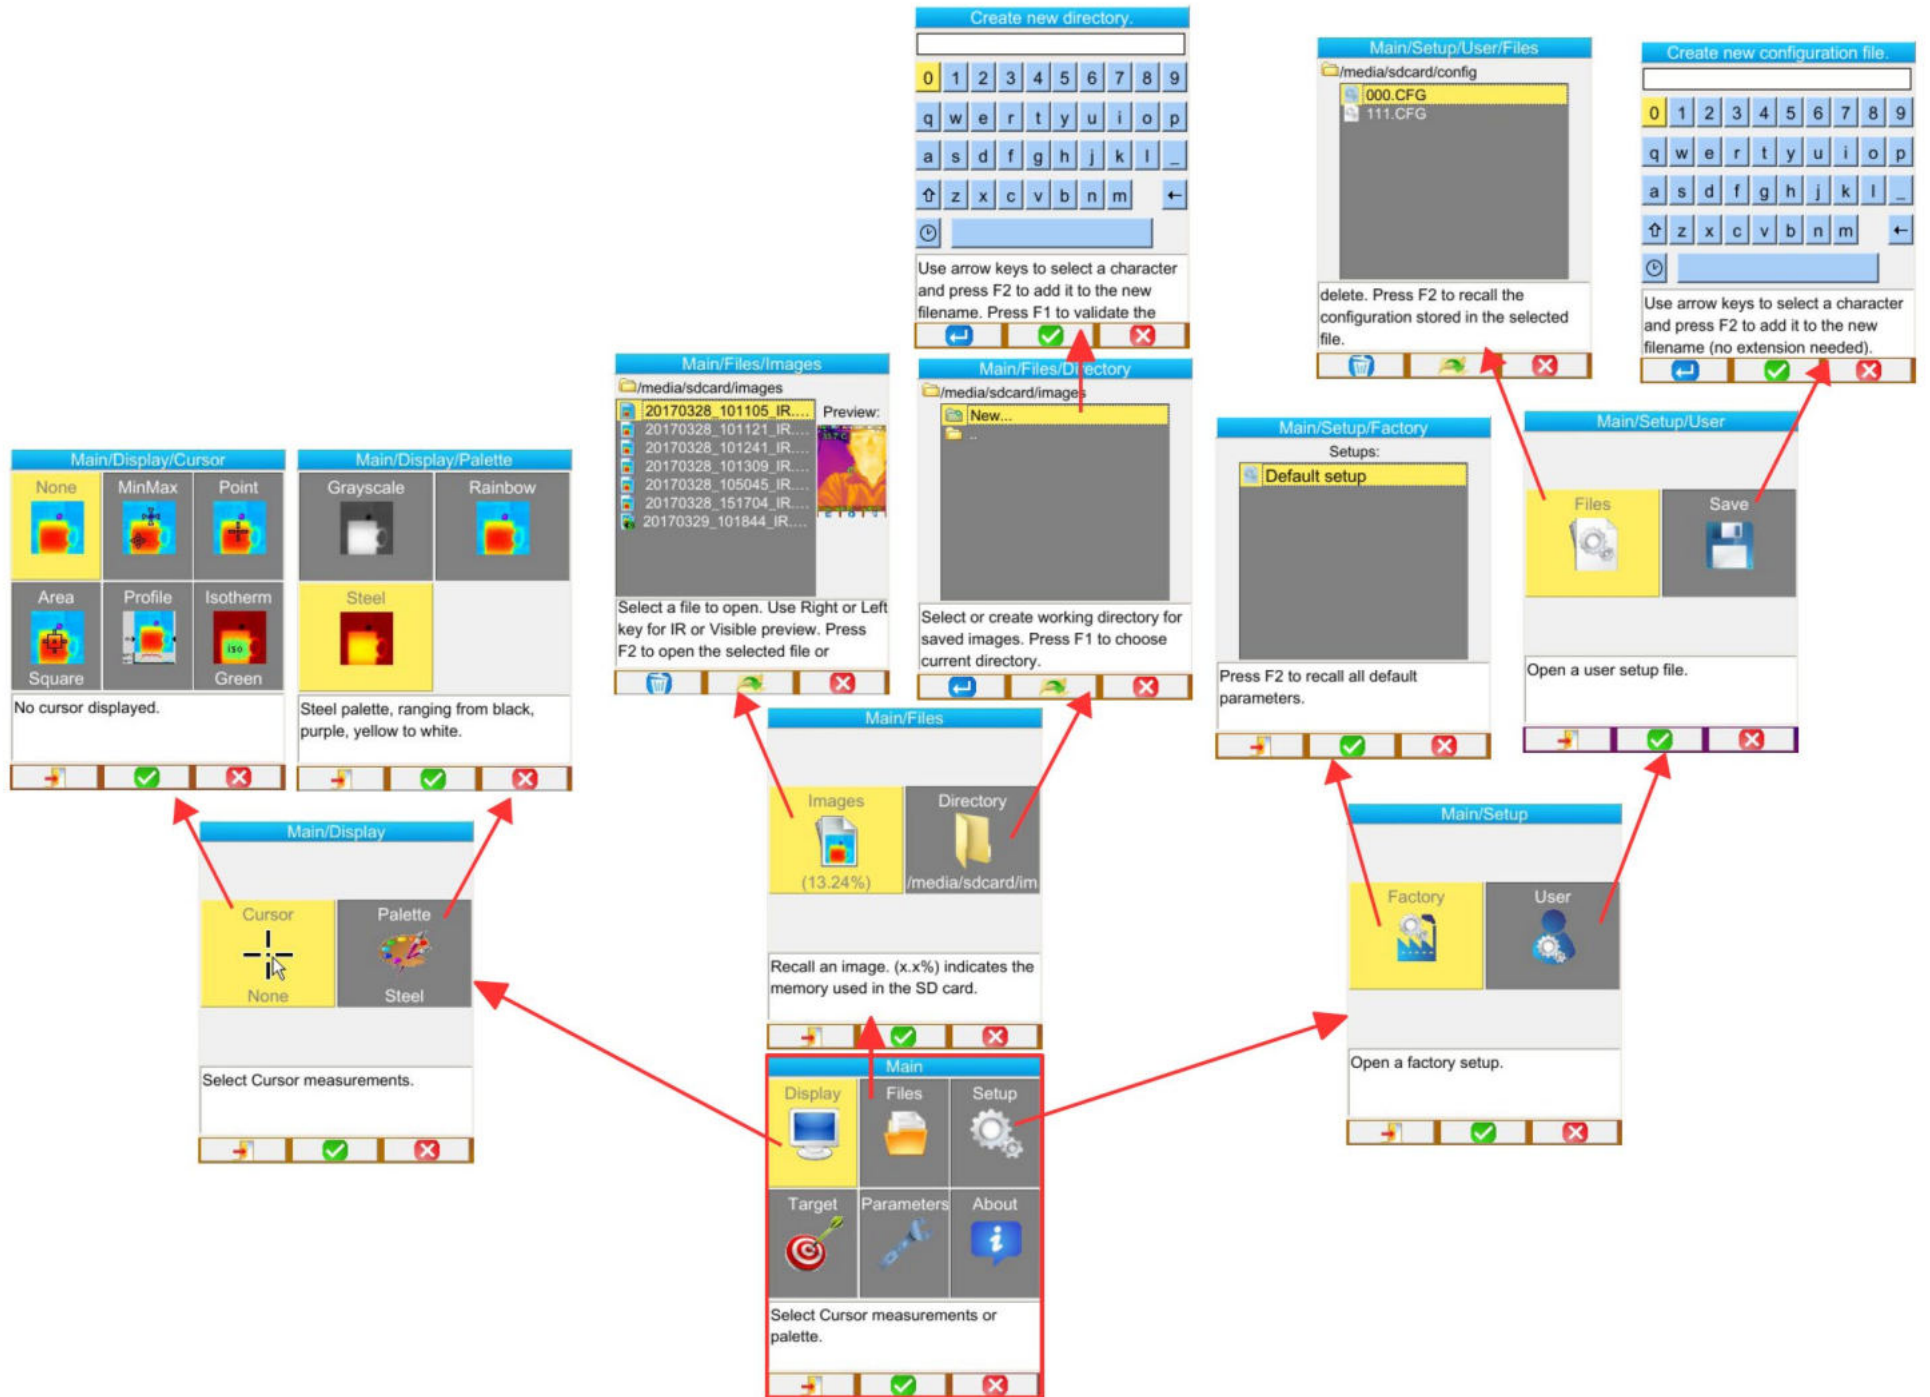 Create new directory.
0 1 2 3 4 5 6 7 8 9
q w e r t y u i o p
a s d f g h j k l _
z x c v b n m
Use arrow keys to select a character
and press F2 to add it to the new
filename. Press F1 to validate the
Main/Setup/User/Files
/media/sdcard/config
000.CFG
111.CFG
delete. Press F2 to recall the
configuration stored in the selected
file.
Create new configuration file.
0 1 2 3 4 5 6 7 8 9
q w e r t y u i o p
a s d f g h j k l _
z x c v b n m
Use arrow keys to select a character
and press F2 to add it to the new
filename (no extension needed).
Main/Files/Images
/media/sdcard/images
20170328_101105_IR....
20170328_101121_IR....
20170328_101241_IR....
20170328_101309_IR....
20170328_105045_IR....
20170328_151704_IR....
20170329_101844_IR....
Preview:
Select a file to open. Use Right or Left
key for IR or Visible preview. Press
F2 to open the selected file or
Main/Files/Directory
/media/sdcard/images
New...
..
Select or create working directory for
saved images. Press F1 to choose
current directory.
Main/Setup/Factory
Setups:
Default setup
Press F2 to recall all default
parameters.
Main/Setup/User
Files Save
Open a user setup file.
Main/Display/Cursor
None MinMax Point
Area Profile Isotherm
iso
Square Green
No cursor displayed.
Main/Display/Palette
Grayscale Rainbow
Steel
Steel palette, ranging from black,
purple, yellow to white.
Main/Files
Images Directory
(13.24%) /media/sdcard/im
Recall an image. (x.x%) indicates the
memory used in the SD card.
Main/Display
Cursor Palette
None Steel
Select Cursor measurements.
Main/Setup
Factory User
Open a factory setup.
Main
Display Files Setup
Target Parameters About
Select Cursor measurements or
palette.